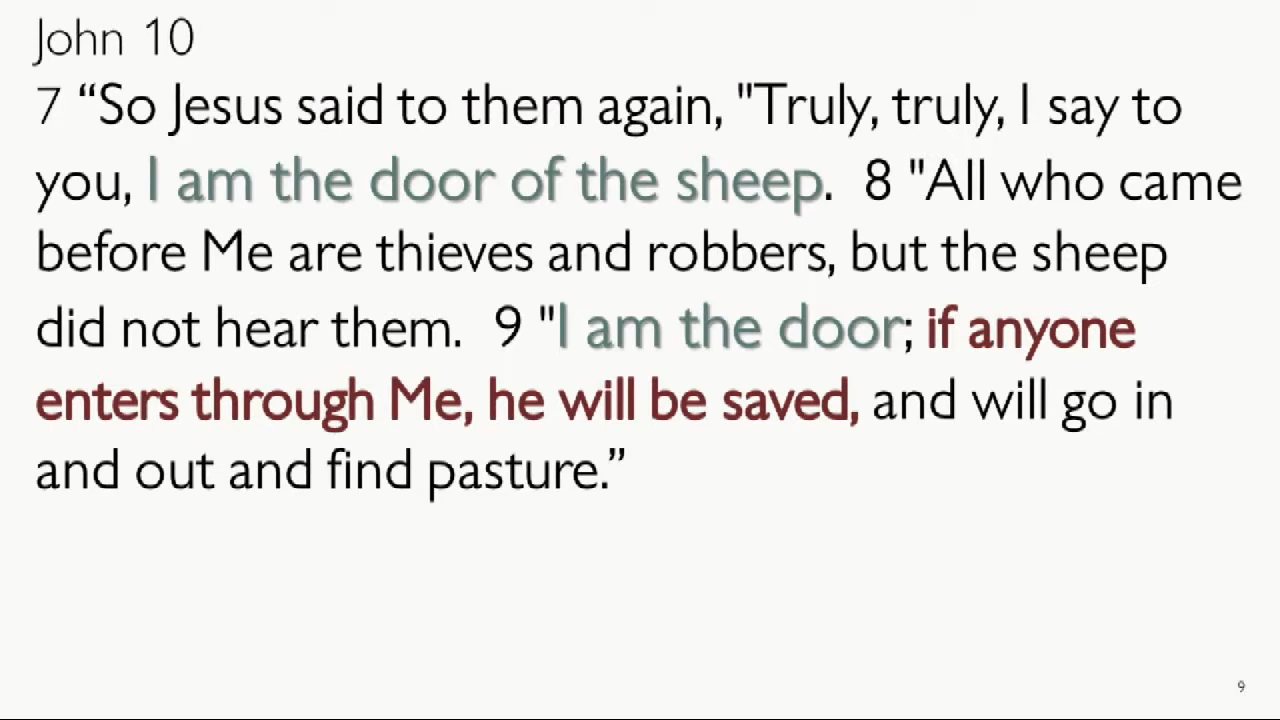 John 10
7 “So Jesus said to them again, "Truly, truly, I say to
you, I am the door of the sheep.  8 "All who came
before Me are thieves and robbers, but the sheep
did not hear them.  9 "I am the door; if anyone
enters through Me, he will be saved, and will go in
and out and find pasture.”
9